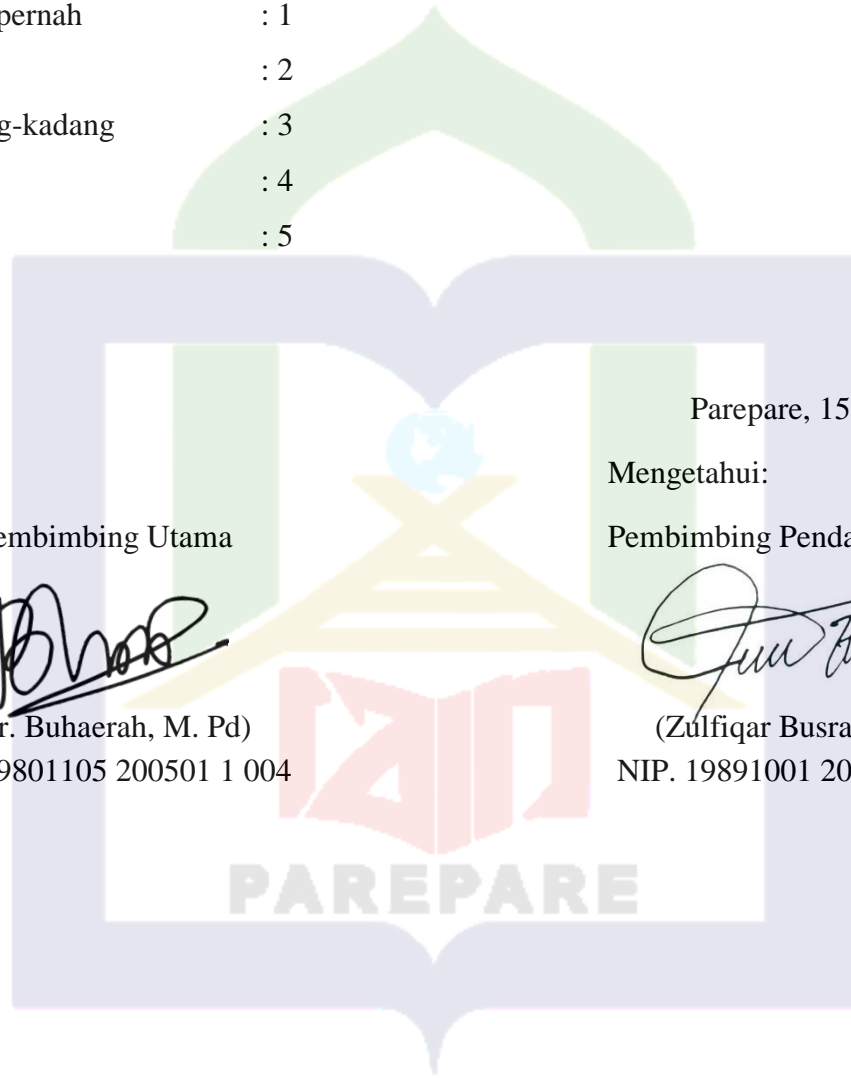 pernah : 1
: 2
g-kadang : 3
: 4
: 5
Parepare, 15
Mengetahui:
embimbing Utama Pembimbing Penda
r. Buhaerah, M. Pd) (Zulfiqar Busra
9801105 200501 1 004 NIP. 19891001 20
PAREPARE